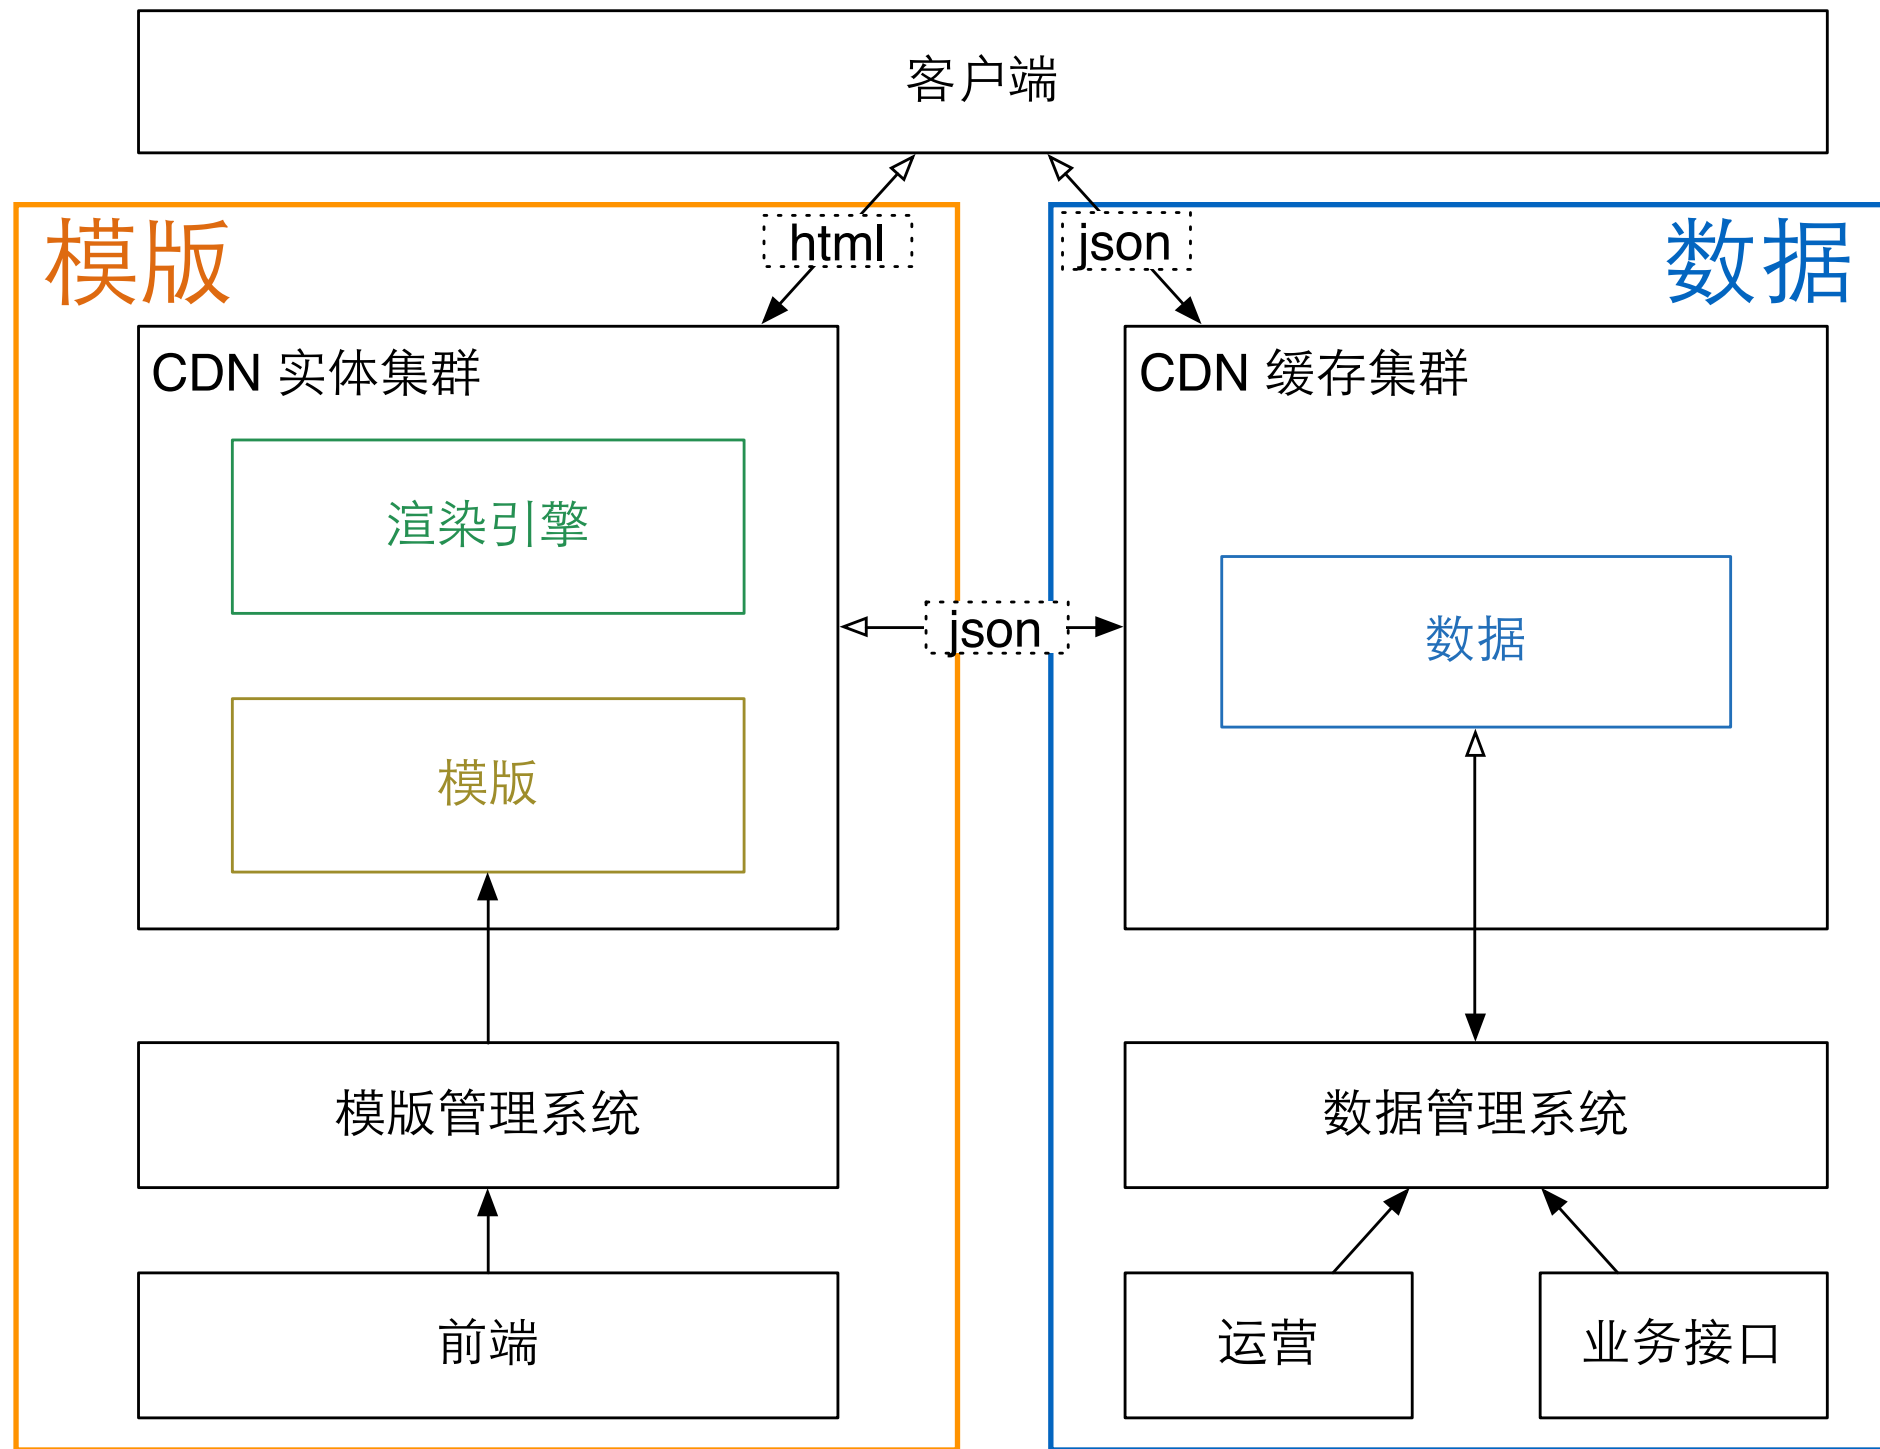 客户端
模版
html
json
数据
CDN 实体集群
CDN 缓存集群
渲染引擎
json
数据
模版
模版管理系统
数据管理系统
前端
运营
业务接口